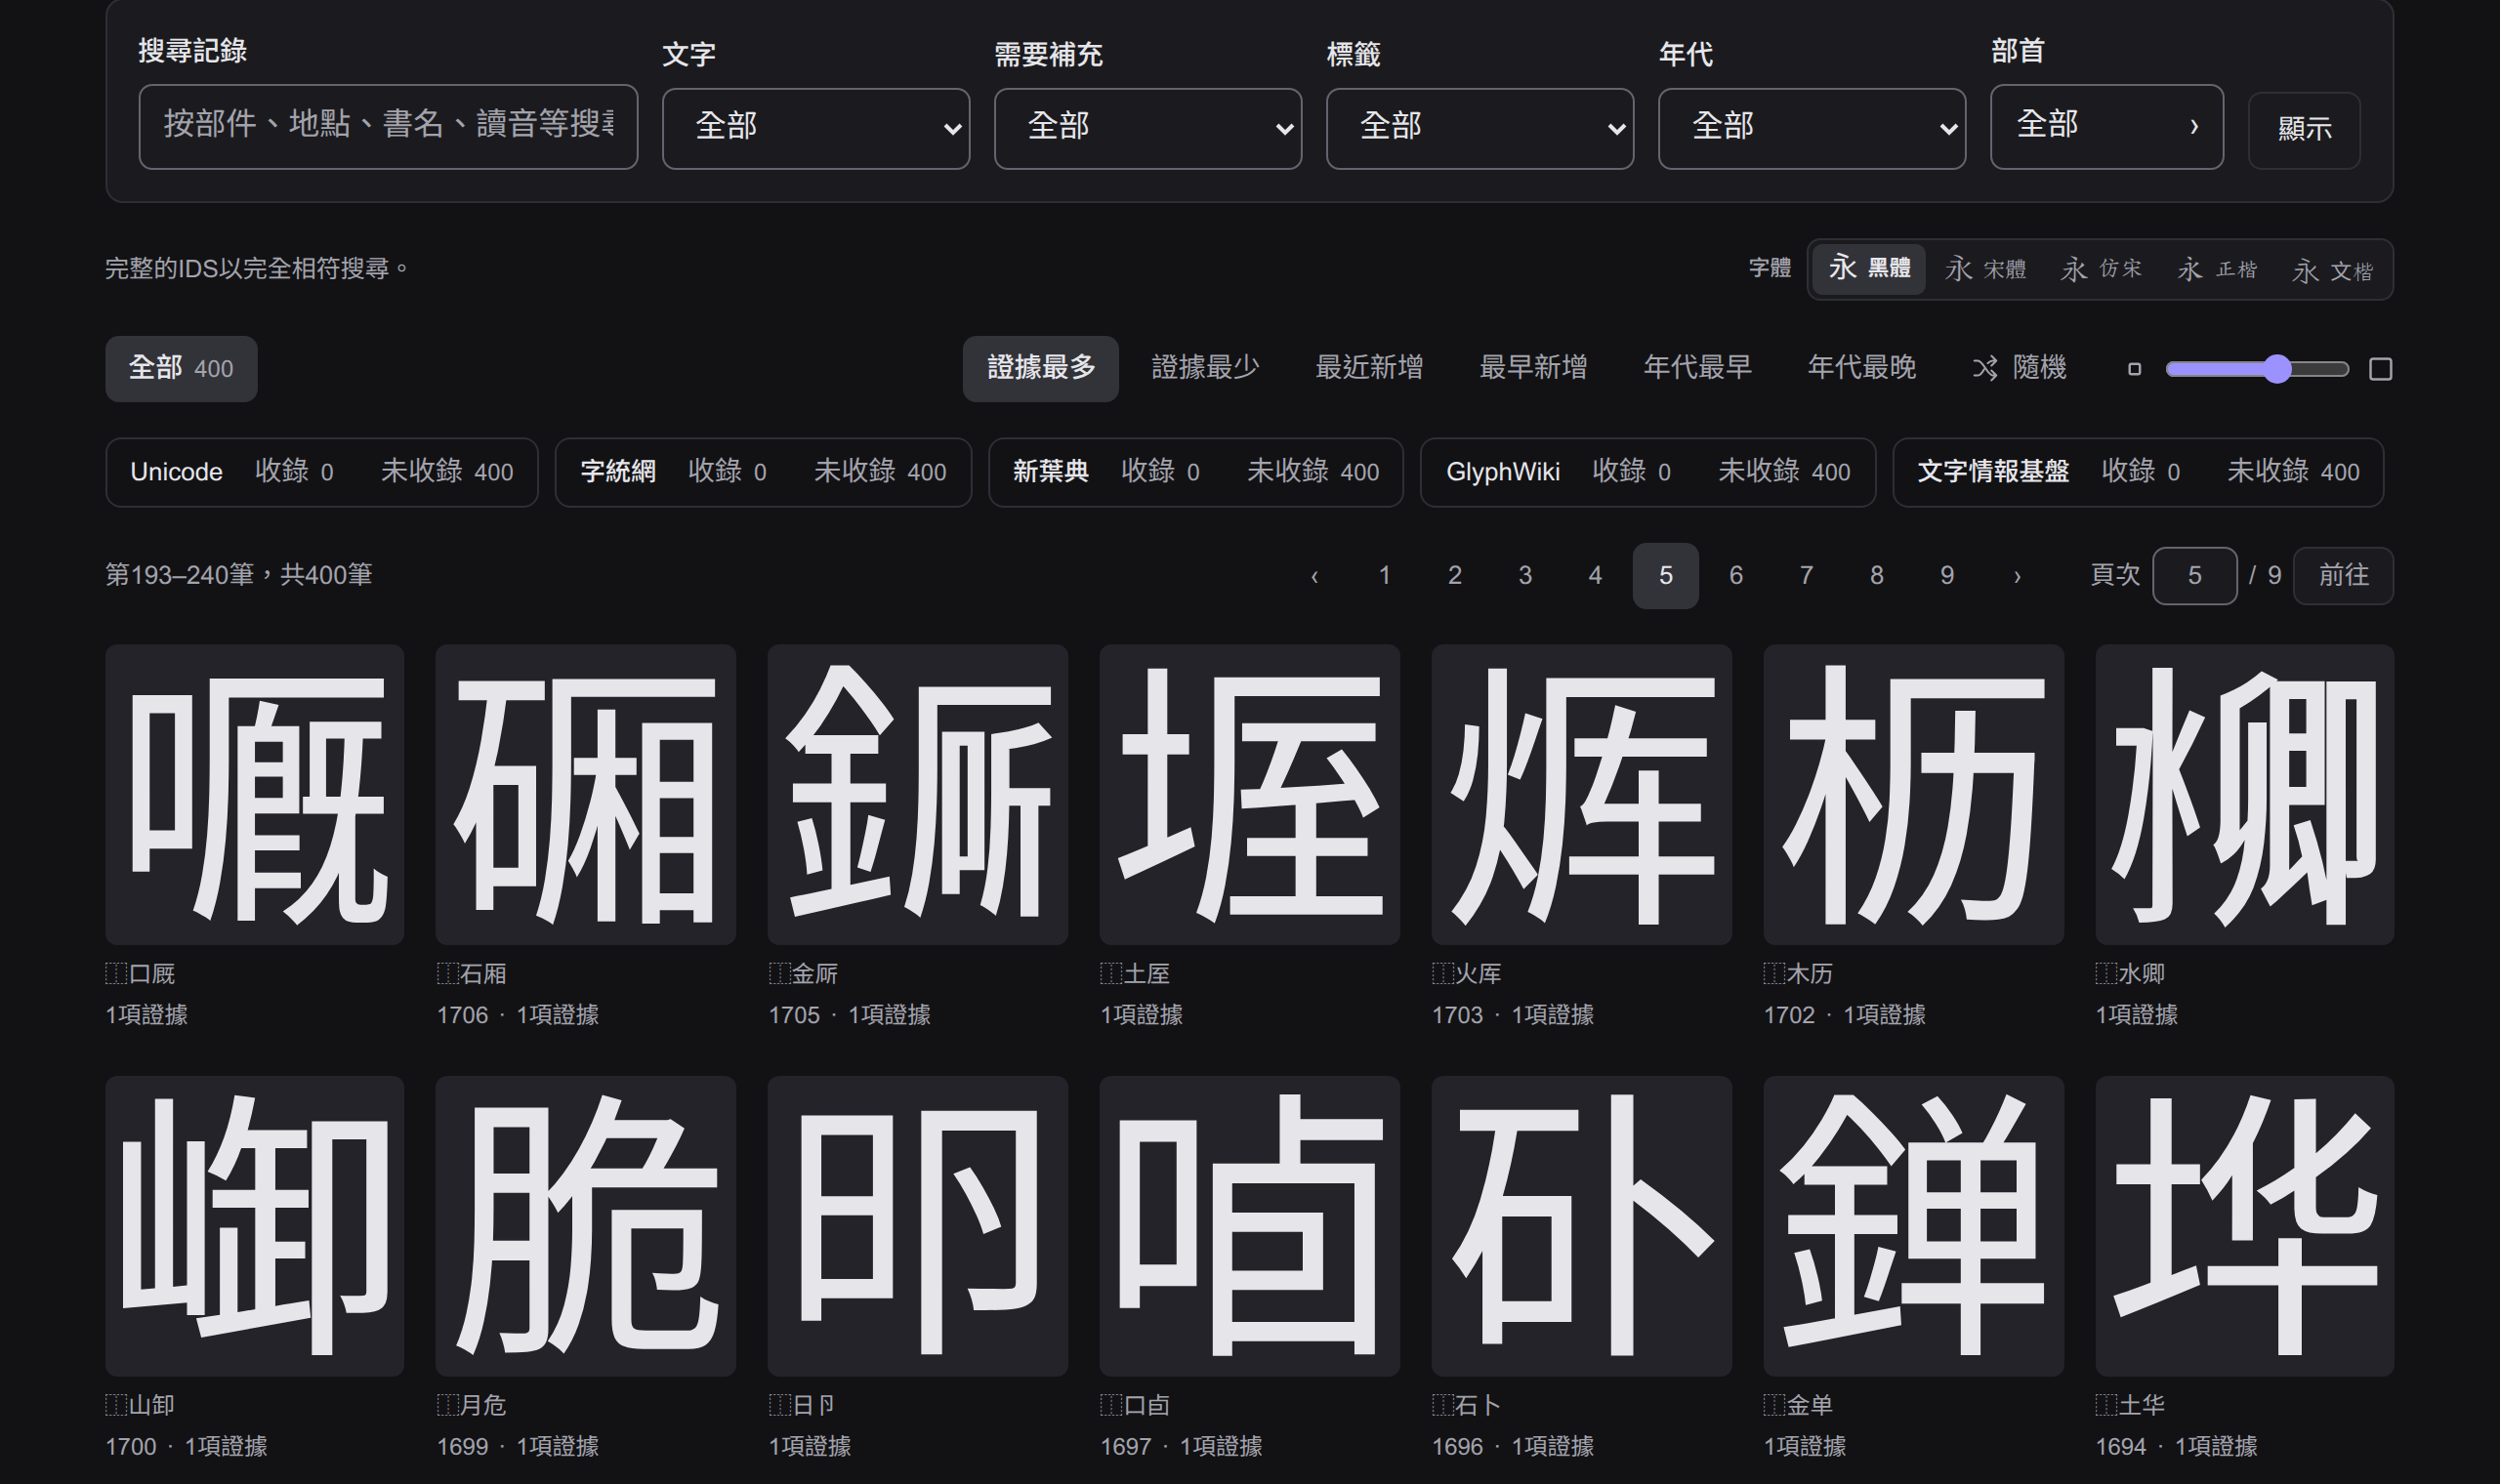 搜尋記錄 文字 需要補充 標籤 年代 部首
按部件、地點、書名、讀音等搜 全部 全部 全部 全部 全部 › 顯示
完整的IDS以完全相符搜尋。 字體 永 黑體 永 宋體 永 仿宋 永 正楷 永 文楷
全部 400 證據最多 證據最少 最近新增 最早新增 年代最早 年代最晚 隨機
Unicode 收錄 0 未收錄 400 字統網 收錄 0 未收錄 400 新葉典 收錄 0 未收錄 400 GlyphWiki 收錄 0 未收錄 400 文字情報基盤 收錄 0 未收錄 400
第193–240筆，共400筆 ‹ 1 2 3 4 5 6 7 8 9 › 頁次 5 / 9 前往
⿰口厩 ⿰石厢 ⿰金 ⿰土厔 ⿰火厍 ⿰木历 ⿰水卿
1項證據 1706 · 1項證據 1705 · 1項證據 1項證據 1703 · 1項證據 1702 · 1項證據 1項證據
⿰山卸 ⿰月危 ⿰日卪 ⿰口卣 ⿰石卜 ⿰金单 ⿰土华
1700 · 1項證據 1699 · 1項證據 1項證據 1697 · 1項證據 1696 · 1項證據 1項證據 1694 · 1項證據